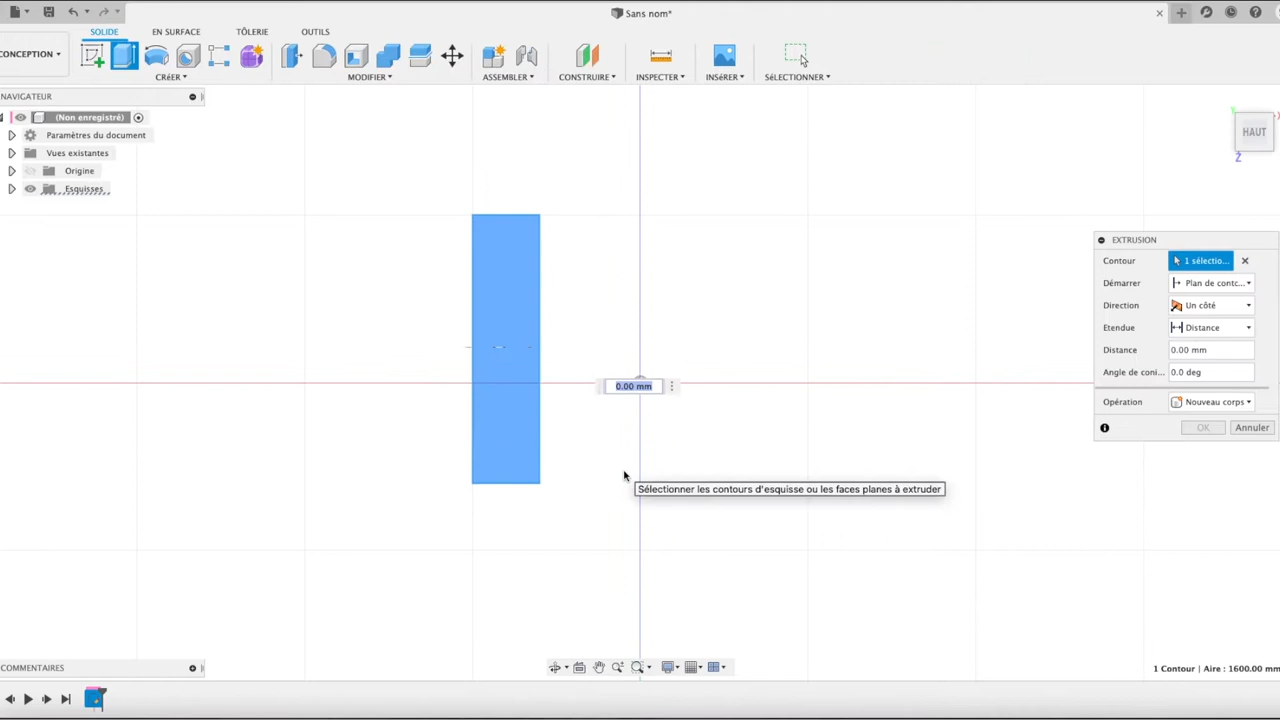 Sans nom*
SOLIDE
EN SURFACE
TÔLERIE
OUTILS
CONCEPTION
CRÉER
MODIFIER
ASSEMBLER
CONSTRUIRE
INSPECTER
INSÉRER
SÉLECTIONNER
NAVIGATEUR
(Non enregistré)
Paramètres du document
Vues existantes
Origine
Esquisses
HAUT
Z
EXTRUSION
Contour
1 sélectio...
Démarrer
Plan de contc...
Direction
Un côté
Etendue
Distance
Distance
0.00 mm
Angle de coni...
0.0 deg
Opération
Nouveau corps
OK
Annuler
0.00 mm
Sélectionner les contours d'esquisse ou les faces planes à extruder
COMMENTAIRES
1 Contour | Aire : 1600.00 mm